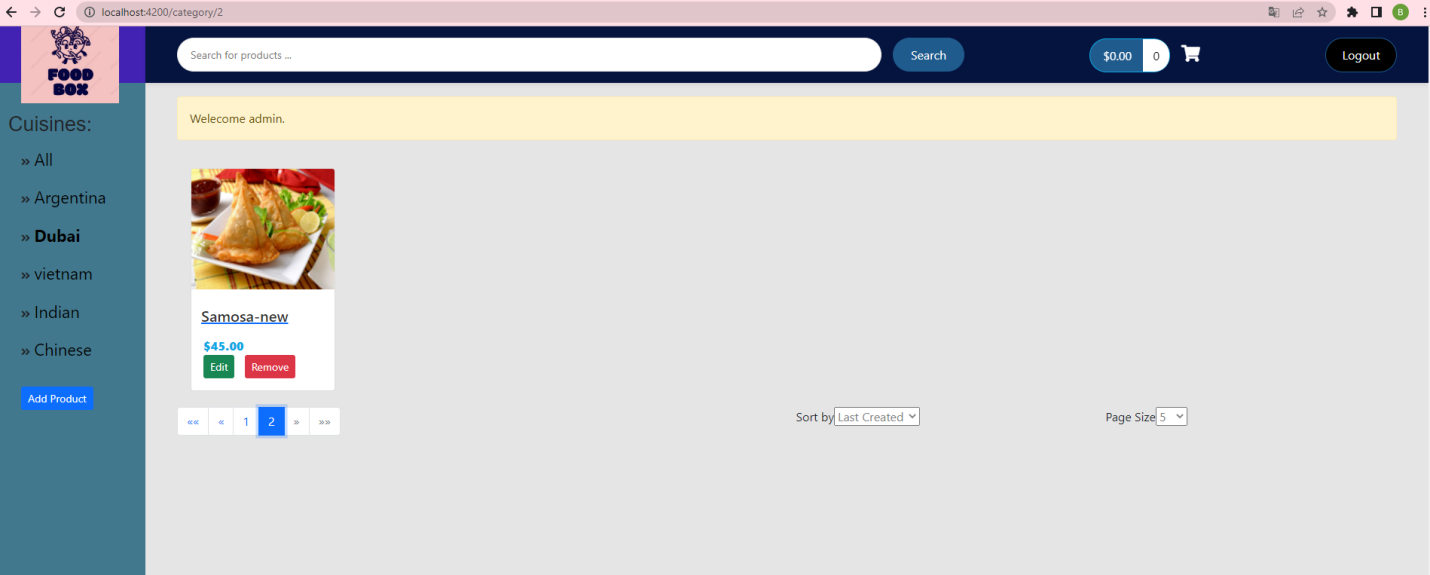 localhost:4200/category/2
B
FOOD
BOX
Search for products ...
Search
$0.00
0
Logout
Cuisines:
» All
» Argentina
» Dubai
» vietnam
» Indian
» Chinese
Add Product
Welcome admin.
Samosa-new
$45.00
Edit
Remove
«« « 1 2 » »»
Sort by Last Created
Page Size 5